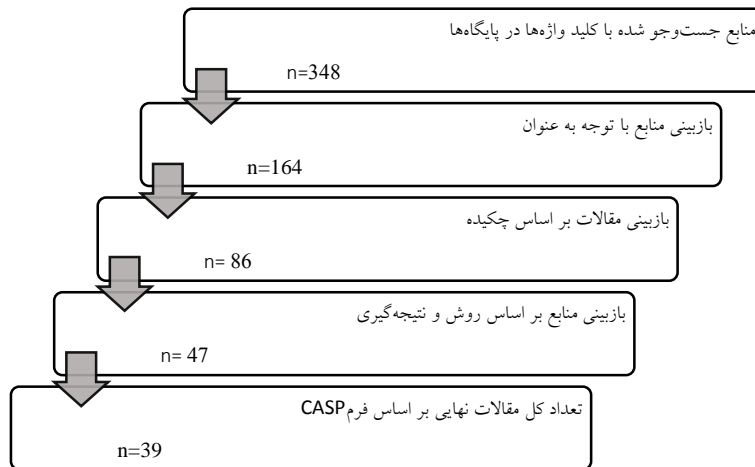 منابع جست‌وجو شده با کلید واژه‌ها در پایگاه‌ها
n=348
بازبینی منابع با توجه به عنوان
n=164
بازبینی مقالات بر اساس چکیده
n= 86
بازبینی منابع بر اساس روش و نتیجه‌گیری
n= 47
تعداد کل مقالات نهایی بر اساس فرم CASP
n=39